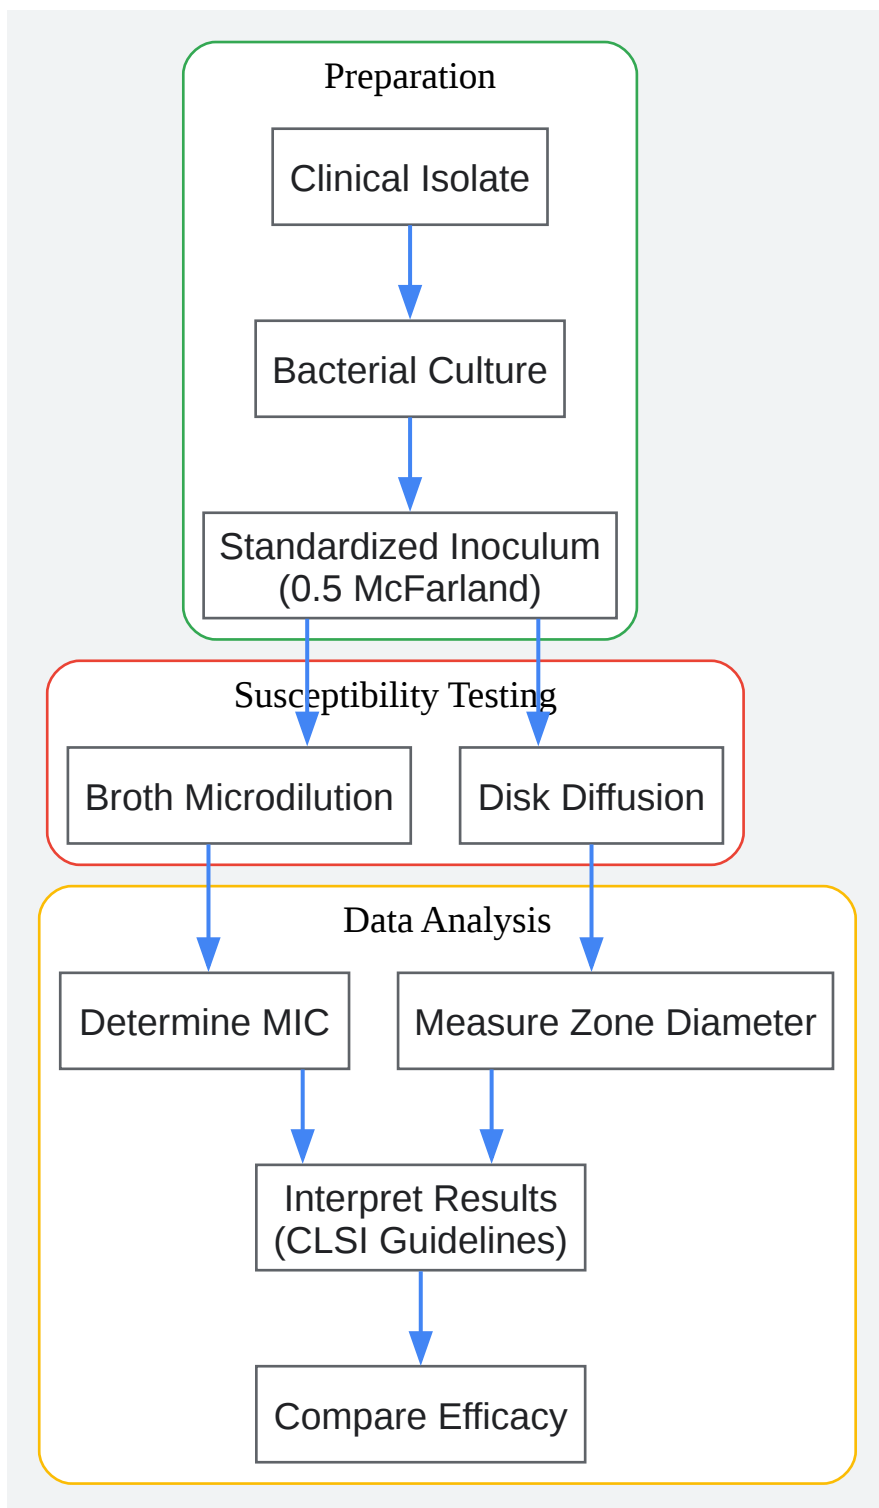 Preparation
Clinical Isolate
Bacterial Culture
Standardized Inoculum
(0.5 McFarland)
Susceptibility Testing
Broth Microdilution
Disk Diffusion
Data Analysis
Determine MIC
Measure Zone Diameter
Interpret Results
(CLSI Guidelines)
Compare Efficacy